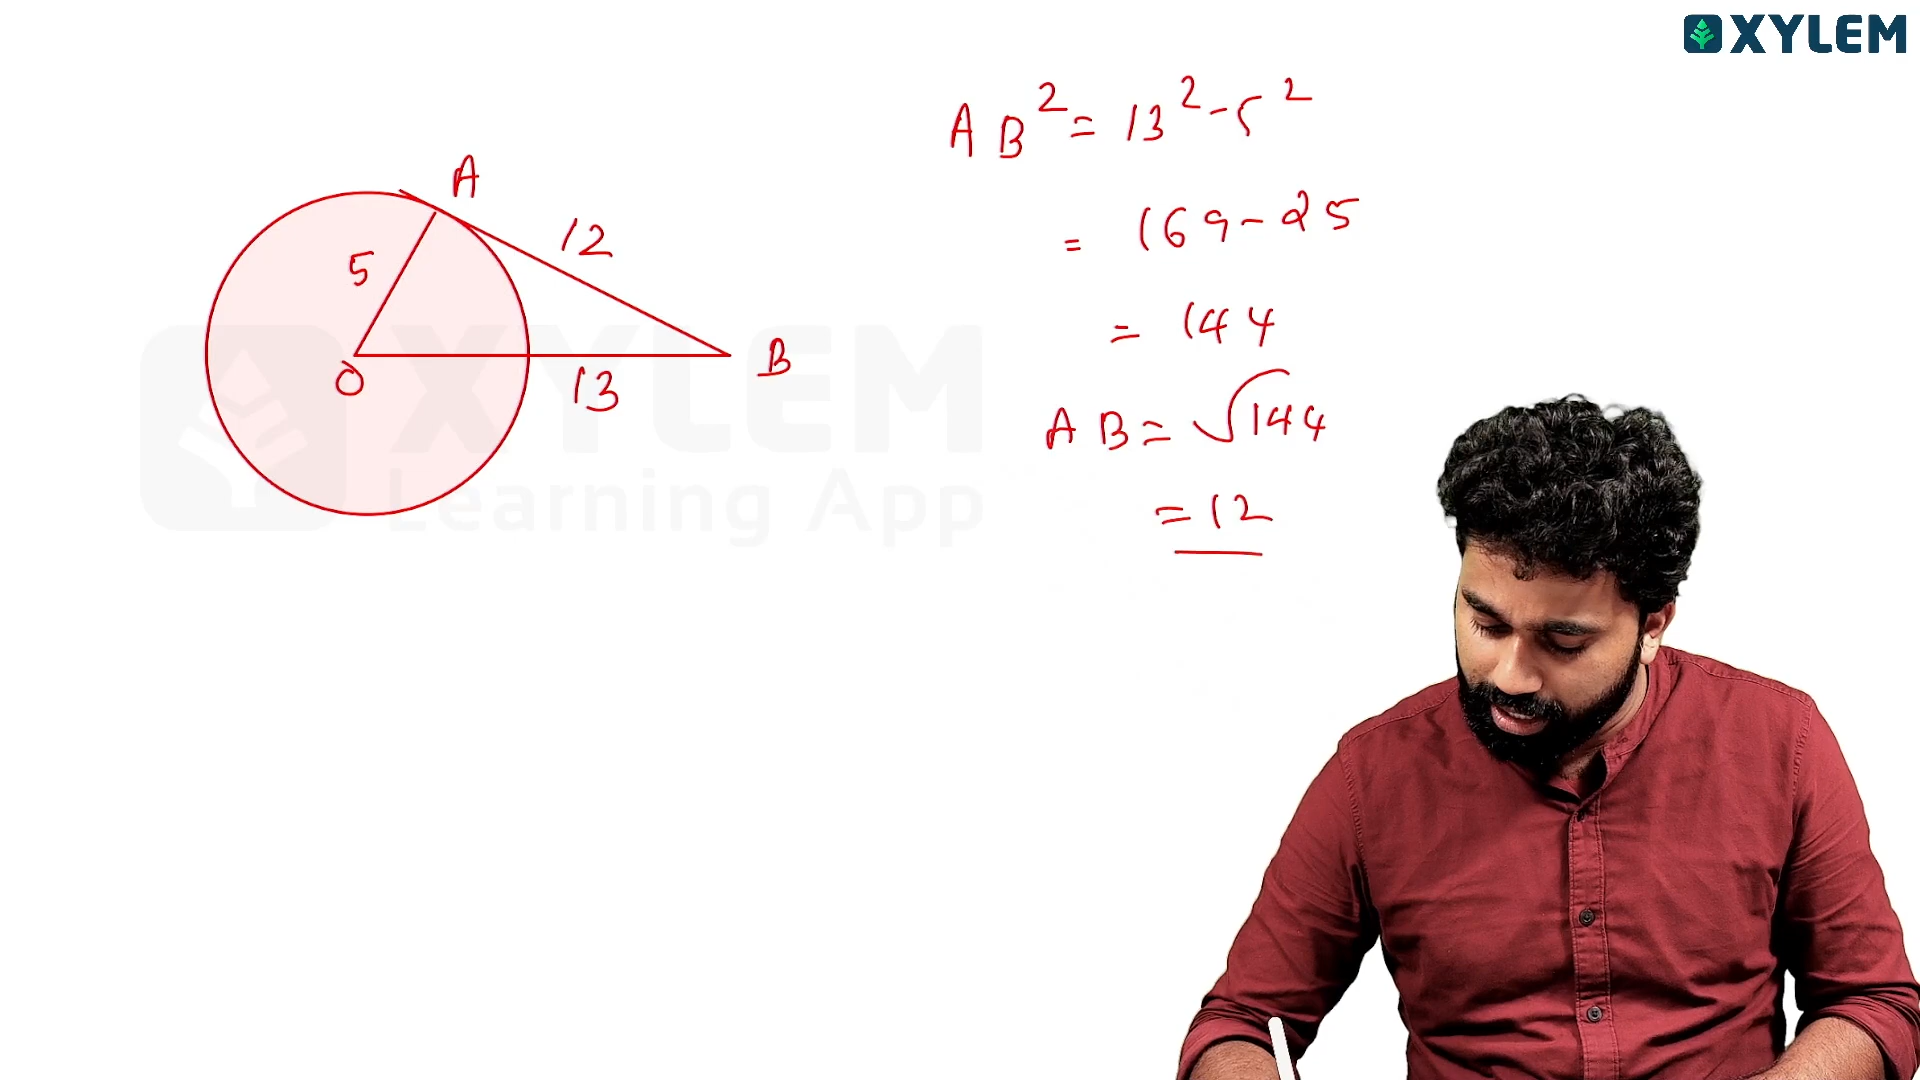 XYLEM
AB² = 13² - 5²
= 169 - 25
= 144
AB = √144
= 12
A
12
5
O
13
B
XYLEM
Learning App